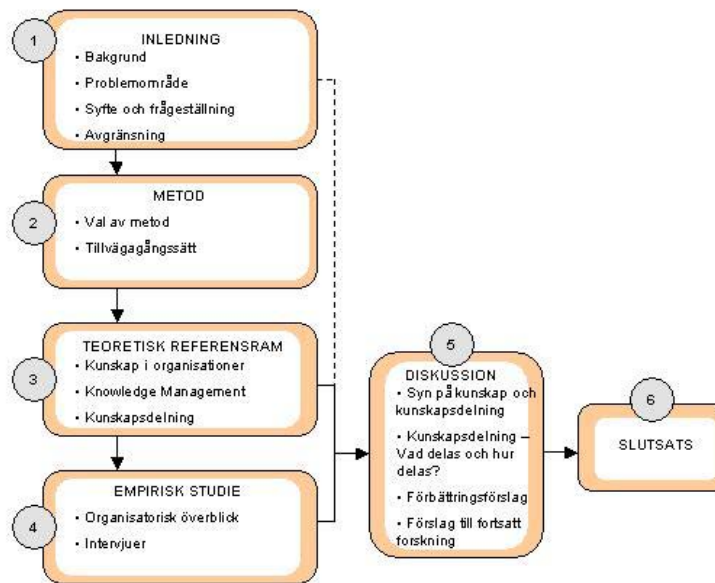 1
INLEDNING
• Bakgrund
• Problemområde
• Syfte och frågeställning
• Avgränsning
2
METOD
• Val av metod
• Tillvägagångssätt
3
TEORETISK REFERENSRAM
• Kunskap i organisationer
• Knowledge Management
• Kunskapsdelning
4
EMPIRISK STUDIE
• Organisatorisk överblick
• Intervjuer
5
DISKUSSION
• Syn på kunskap och
kunskapsdelning
• Kunskapsdelning –
Vad delas och hur
delas?
• Förbättringsförslag
• Förslag till fortsatt
forskning
6
SLUTSATS